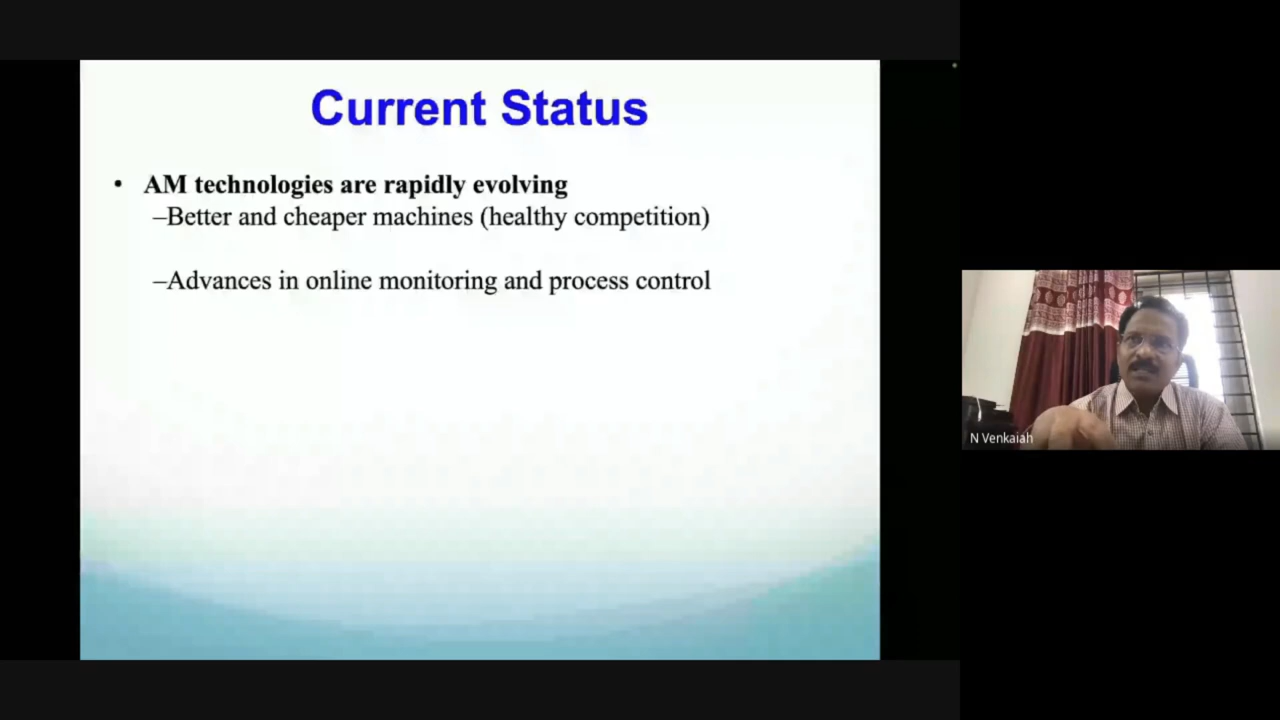 Current Status
• AM technologies are rapidly evolving
–Better and cheaper machines (healthy competition)
–Advances in online monitoring and process control
N Venkaiah